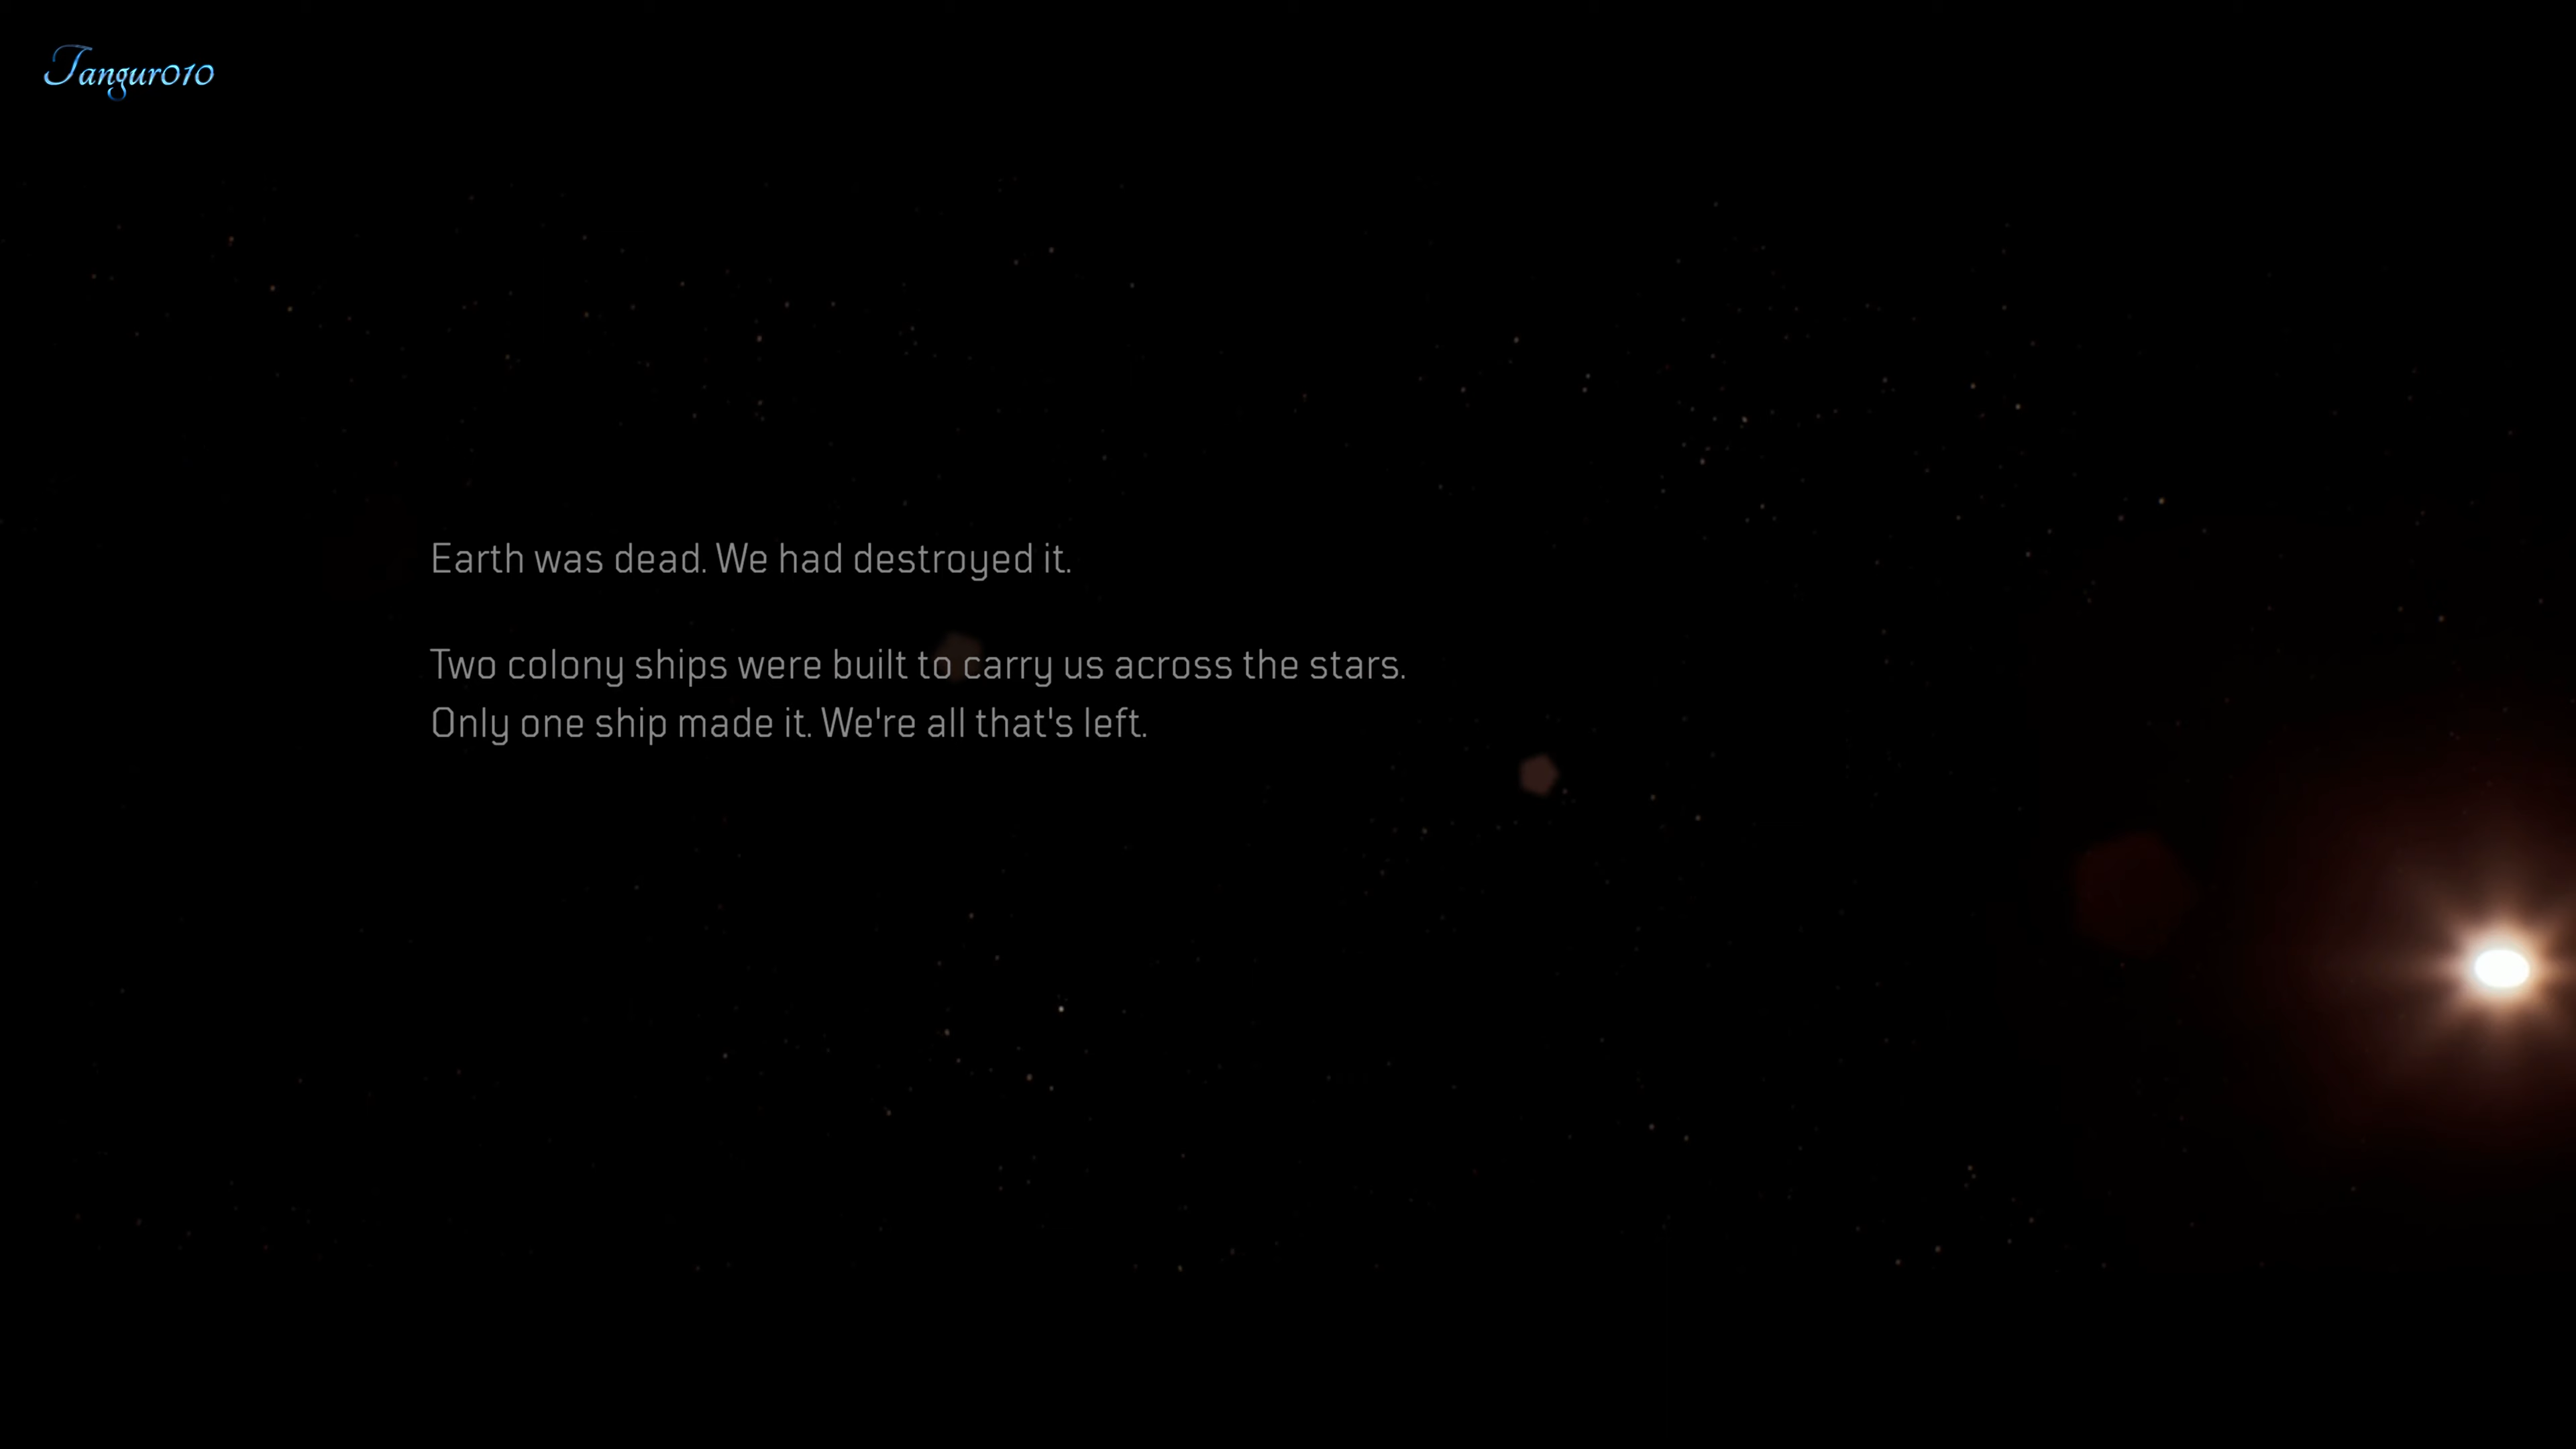 Tangur010
Earth was dead. We had destroyed it.
Two colony ships were built to carry us across the stars.
Only one ship made it. We're all that's left.